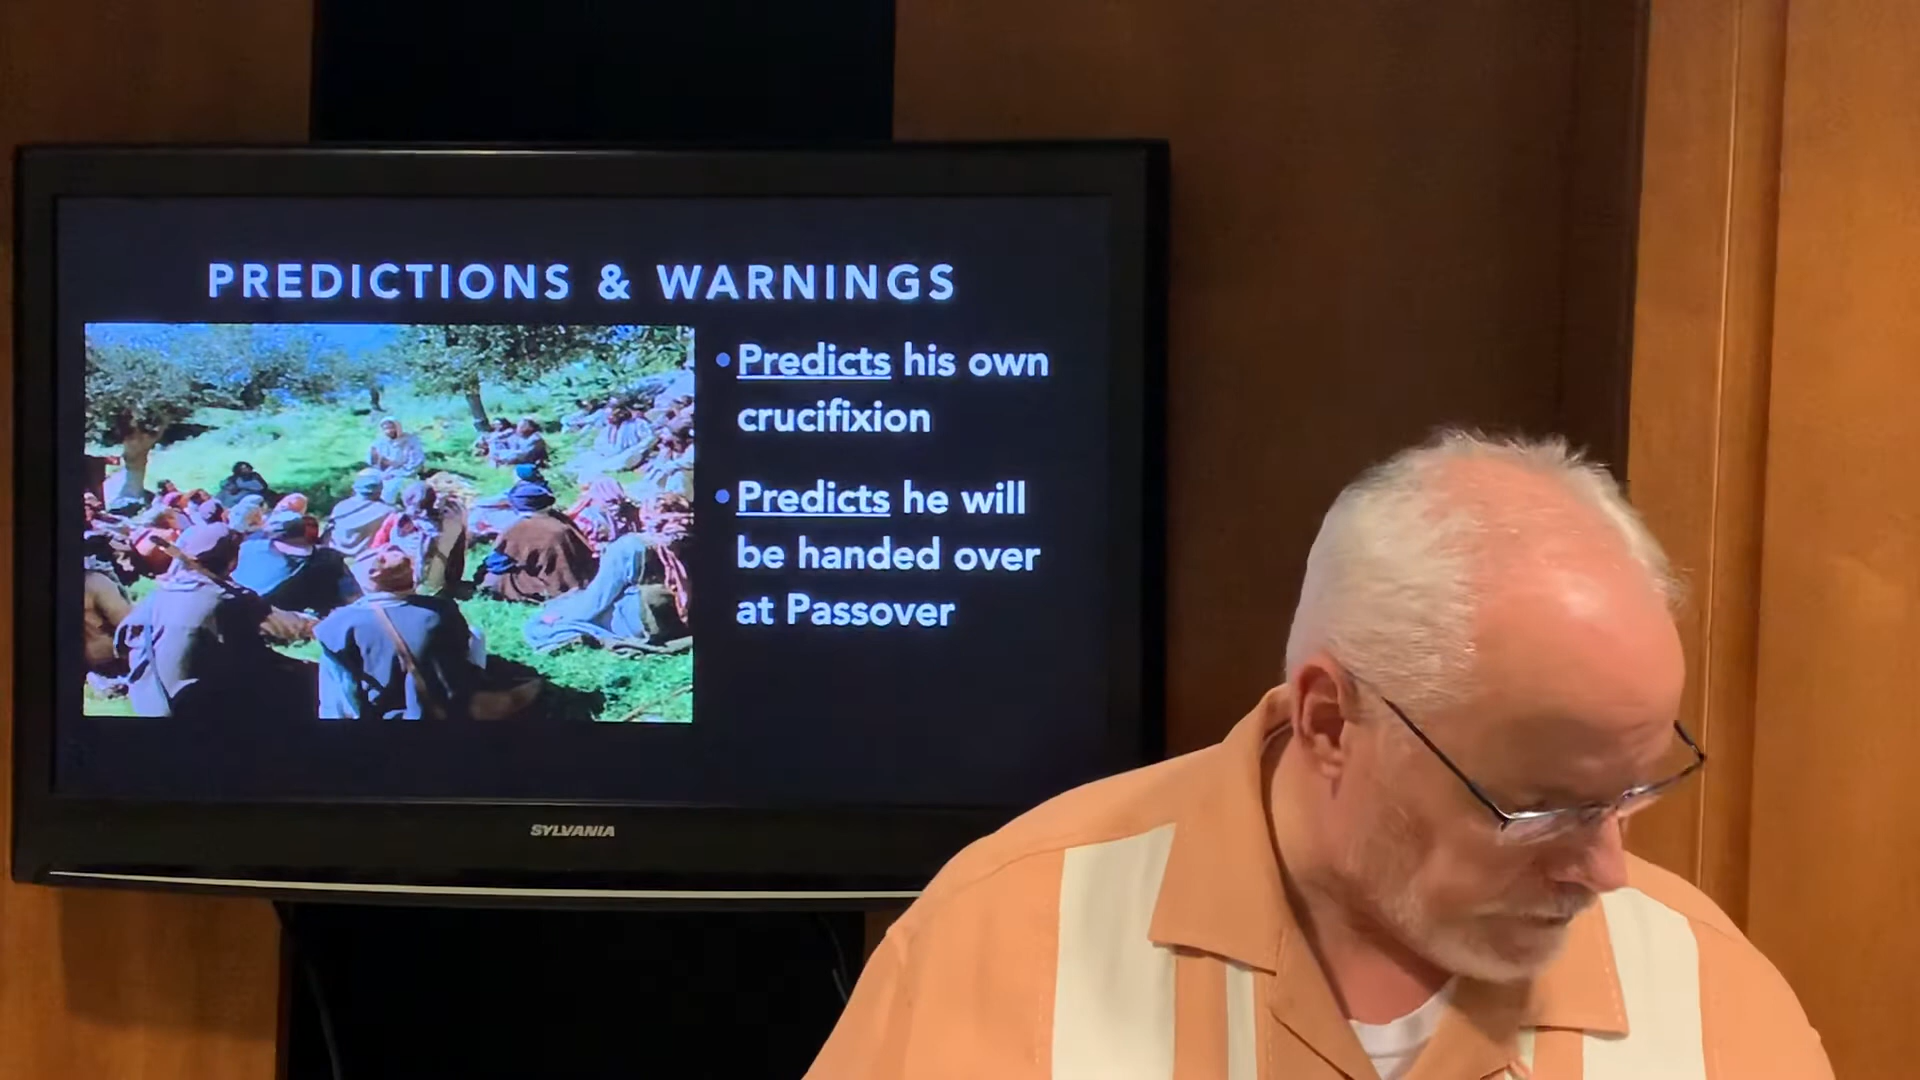 PREDICTIONS & WARNINGS
• Predicts his own
crucifixion
• Predicts he will
be handed over
at Passover
SYLVANIA